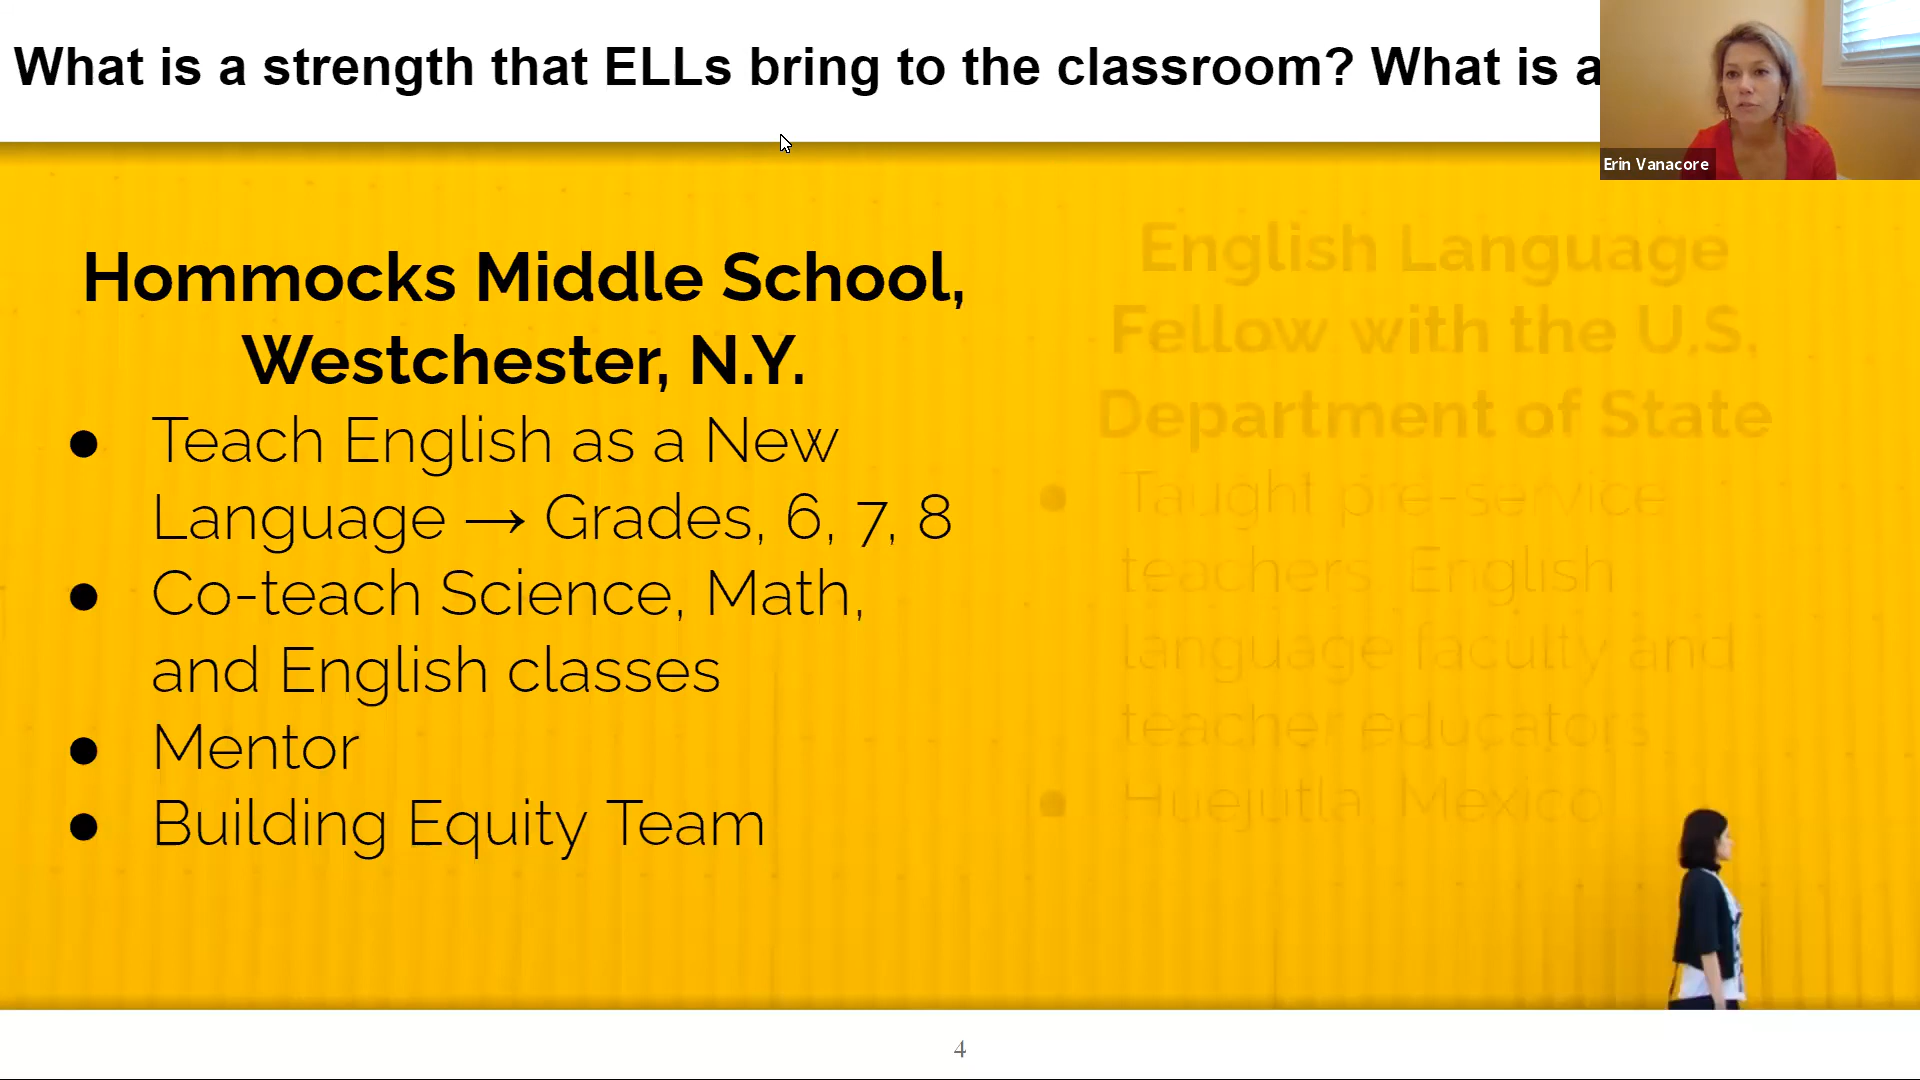 What is a strength that ELLs bring to the classroom? What is a
Erin Vanacore
Hommocks Middle School,
Westchester, N.Y.
● Teach English as a New
Language → Grades, 6, 7, 8
● Co-teach Science, Math,
and English classes
● Mentor
● Building Equity Team
English Language
Fellow with the U.S.
Department of State
● Taught pre-service
teachers, English
language faculty and
teacher educators
● Huejutla, Mexico
4